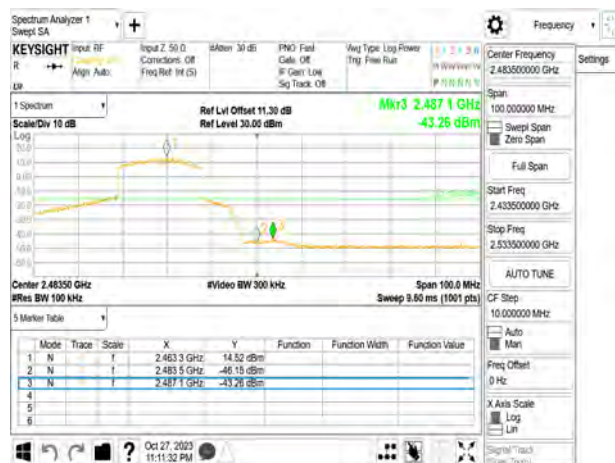 Spectrum Analyzer 1
Swept SA
Frequency
KEYSIGHT Input: RF
R
Align: Auto
Input Z: 50 Ω
Corrections: Off
Freq Ref: Int (S)
#Atten: 30 dB
PNO: Fast
Gate: Off
IF Gain: Low
Sig Track: Off
Avg Type: Log-Power
Trig: Free Run
Center Frequency
2.483500000 GHz
Settings
Span
100.000000 MHz
Swept Span
Zero Span
Full Span
Start Freq
2.433500000 GHz
Stop Freq
2.533500000 GHz
AUTO TUNE
CF Step
10.000000 MHz
Auto
Man
Freq Offset
0 Hz
X Axis Scale
Log
Lin
Signal Track
1 Spectrum
Scale/Div 10 dB
Log
Ref Lvl Offset 11.30 dB
Ref Level 30.00 dBm
Mkr3 2.487 1 GHz
-43.26 dBm
Center 2.48350 GHz
#Res BW 100 kHz
#Video BW 300 kHz
Span 100.0 MHz
Sweep 9.60 ms (1001 pts)
5 Marker Table
Mode Trace Scale X Y Function Function Width Function Value
1 N f 2.463 3 GHz 14.52 dBm
2 N f 2.483 5 GHz -46.15 dBm
3 N f 2.487 1 GHz -43.26 dBm
4
5
6
? Oct 27, 2023
11:11:32 PM